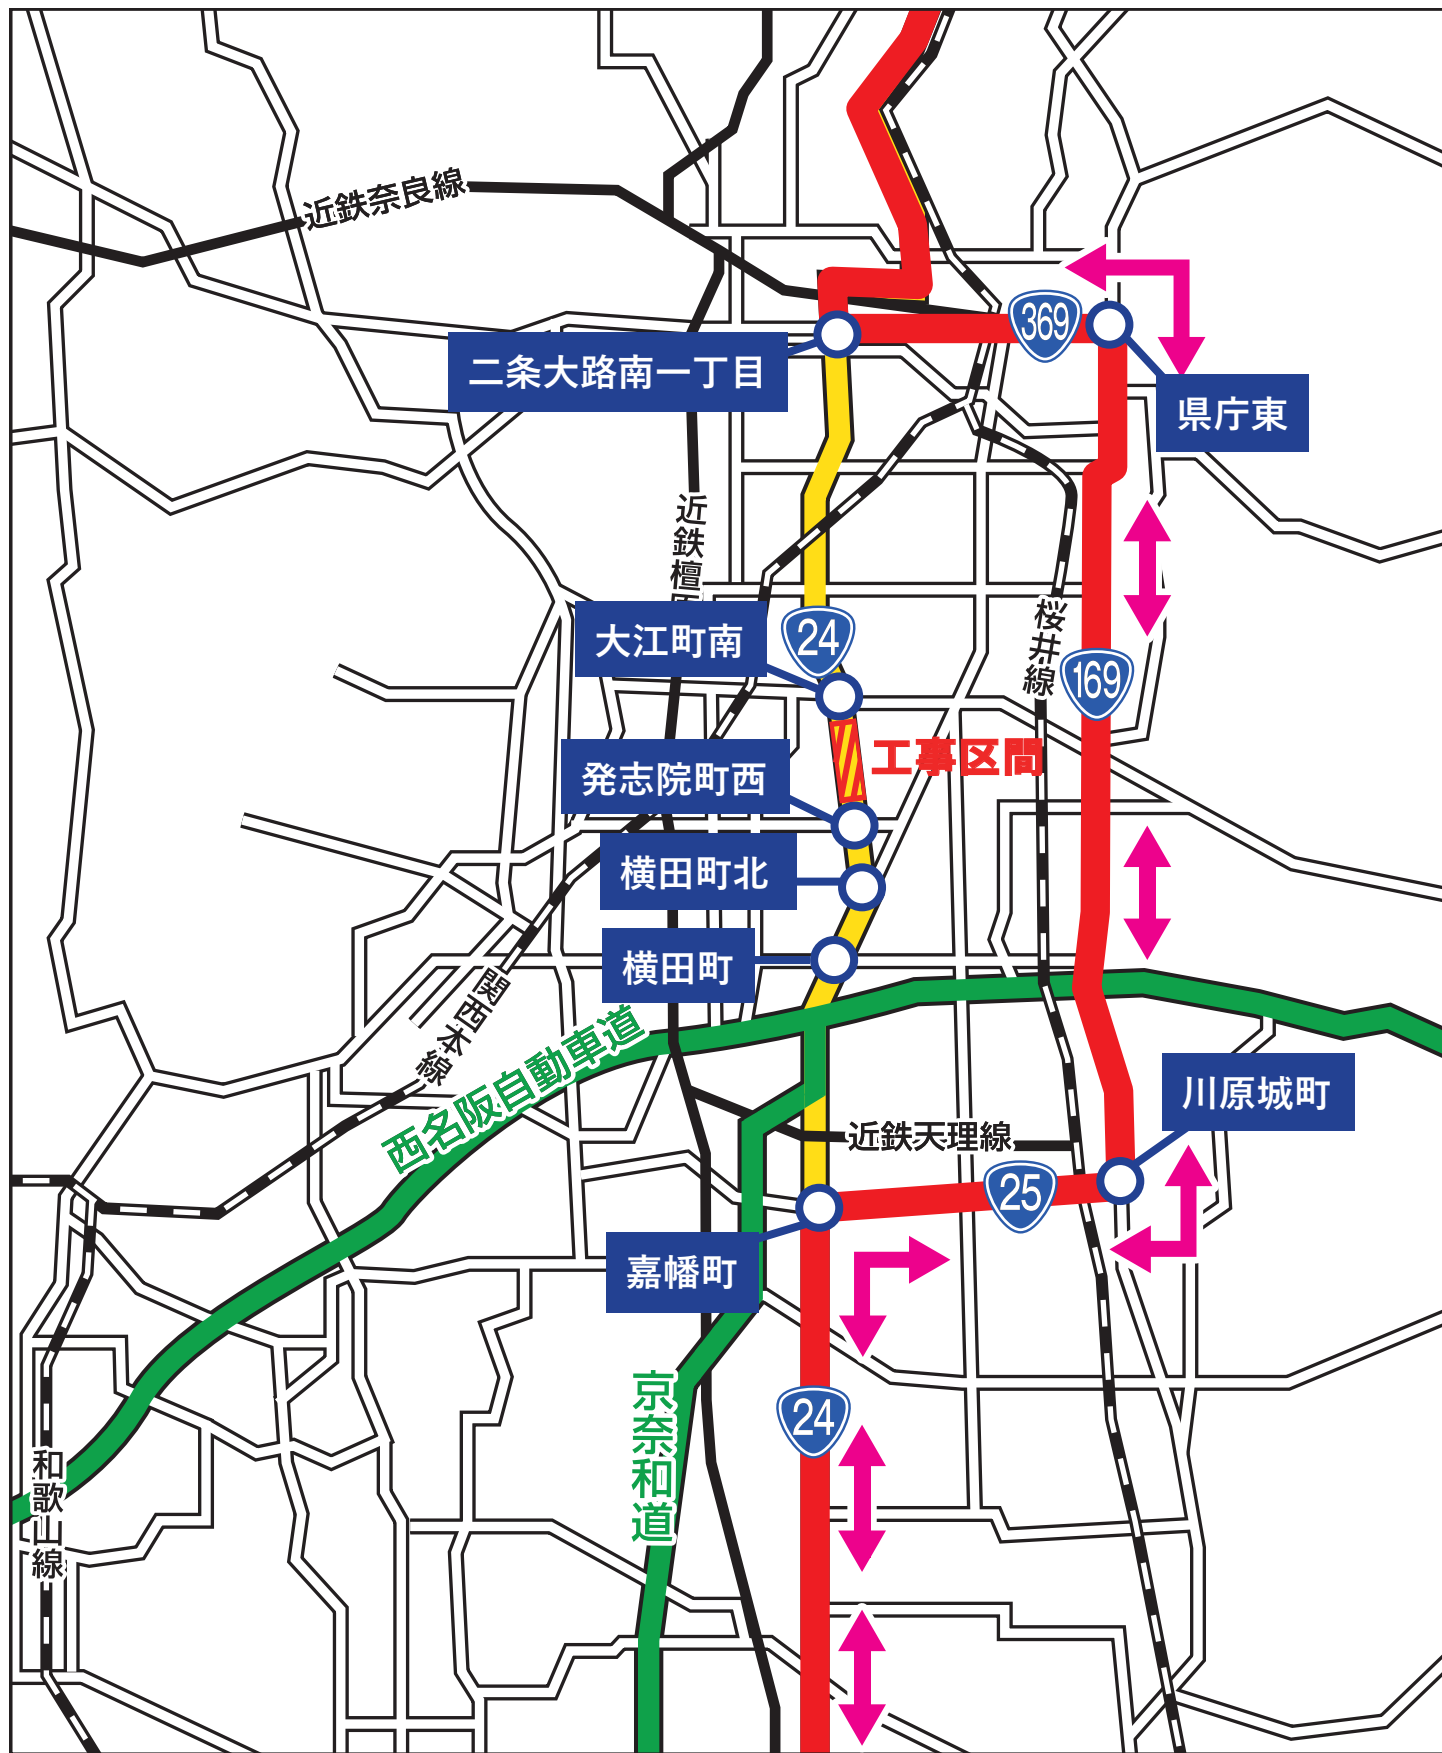 近鉄奈良線
369
二条大路南一丁目
県庁東
近鉄橿原
桜井線
大江町南
24
169
工事区間
発志院町西
横田町北
横田町
関西本線
西名阪自動車道
川原城町
近鉄天理線
25
嘉幡町
京奈和道
24
和歌山線